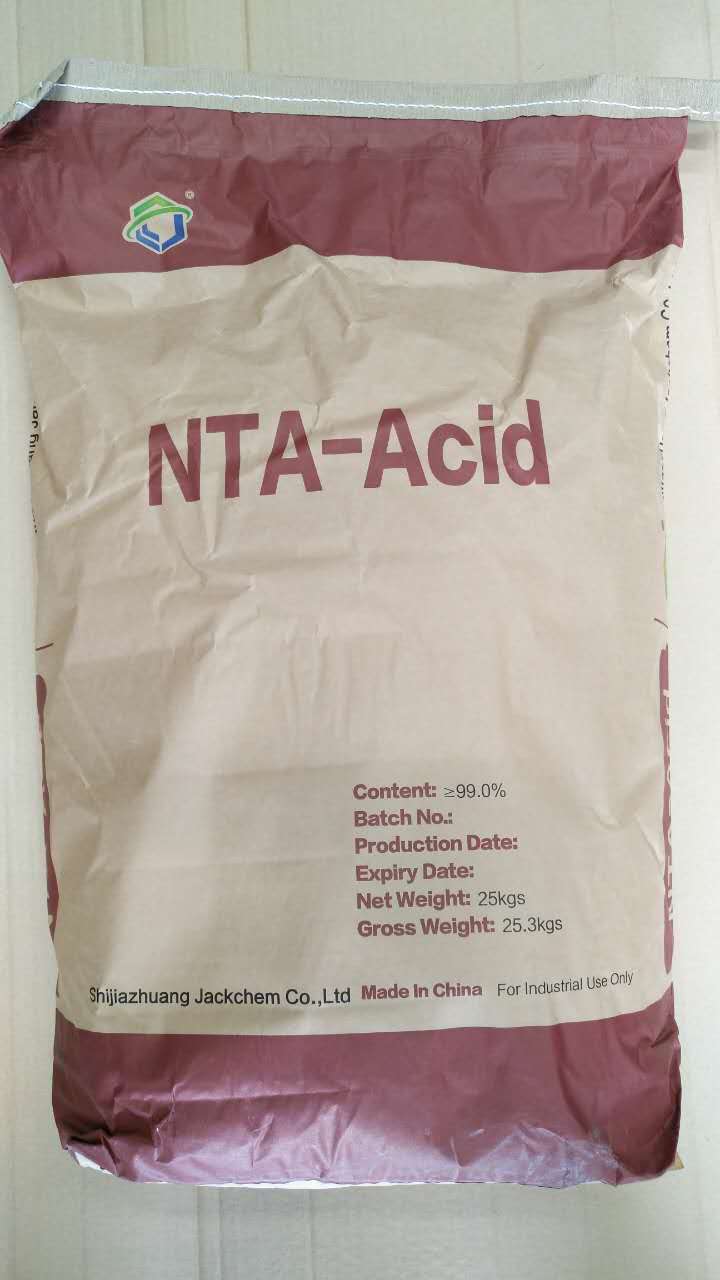 ®
NTA-Acid
Content: ≥99.0%
Batch No.:
Production Date:
Expiry Date:
Net Weight: 25kgs
Gross Weight: 25.3kgs
Shijiazhuang Jackchem Co.,Ltd Made In China For Industrial Use Only